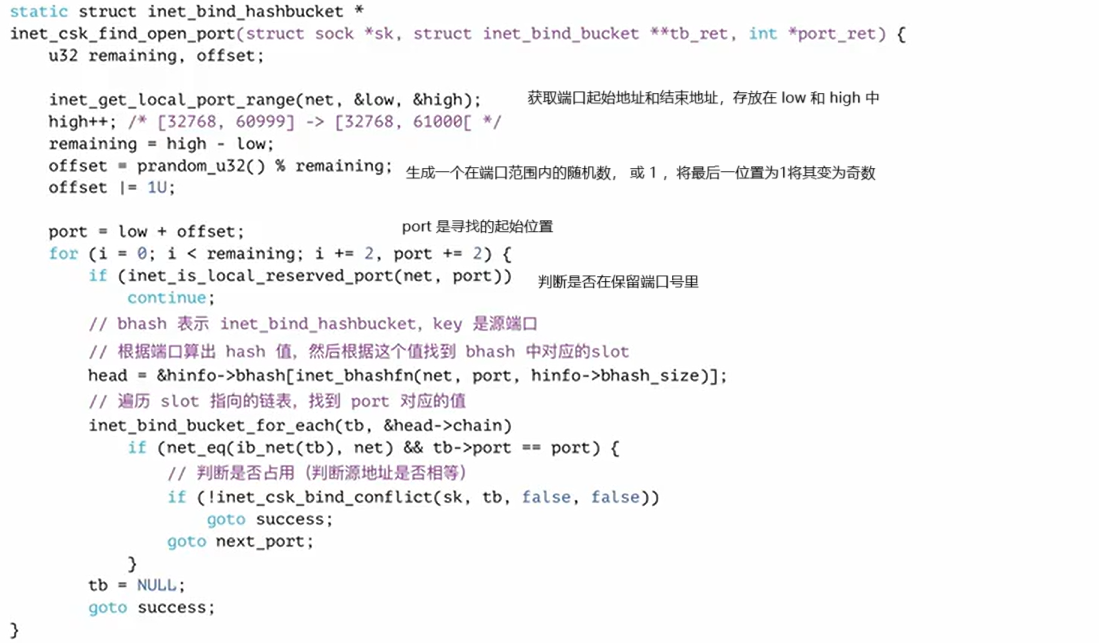 static struct inet_bind_hashbucket *
inet_csk_find_open_port(struct sock *sk, struct inet_bind_bucket **tb_ret, int *port_ret) {
u32 remaining, offset;
inet_get_local_port_range(net, &low, &high); 获取端口起始地址和结束地址，存放在 low 和 high 中
high++; /* [32768, 60999] -> [32768, 61000[ */
remaining = high - low;
offset = prandom_u32() % remaining; 生成一个在端口范围内的随机数， 或 1 ，将最后一位置为1将其变为奇数
offset |= 1U;
port = low + offset; port 是寻找的起始位置
for (i = 0; i < remaining; i += 2, port += 2) {
if (inet_is_local_reserved_port(net, port)) 判断是否在保留端口号里
continue;
// bhash 表示 inet_bind_hashbucket，key 是源端口
// 根据端口算出 hash 值，然后根据这个值找到 bhash 中对应的slot
head = &hinfo->bhash[inet_bhashfn(net, port, hinfo->bhash_size)];
// 遍历 slot 指向的链表，找到 port 对应的值
inet_bind_bucket_for_each(tb, &head->chain)
if (net_eq(ib_net(tb), net) && tb->port == port) {
// 判断是否占用（判断源地址是否相等）
if (!inet_csk_bind_conflict(sk, tb, false, false))
goto success;
goto next_port;
}
tb = NULL;
goto success;
}